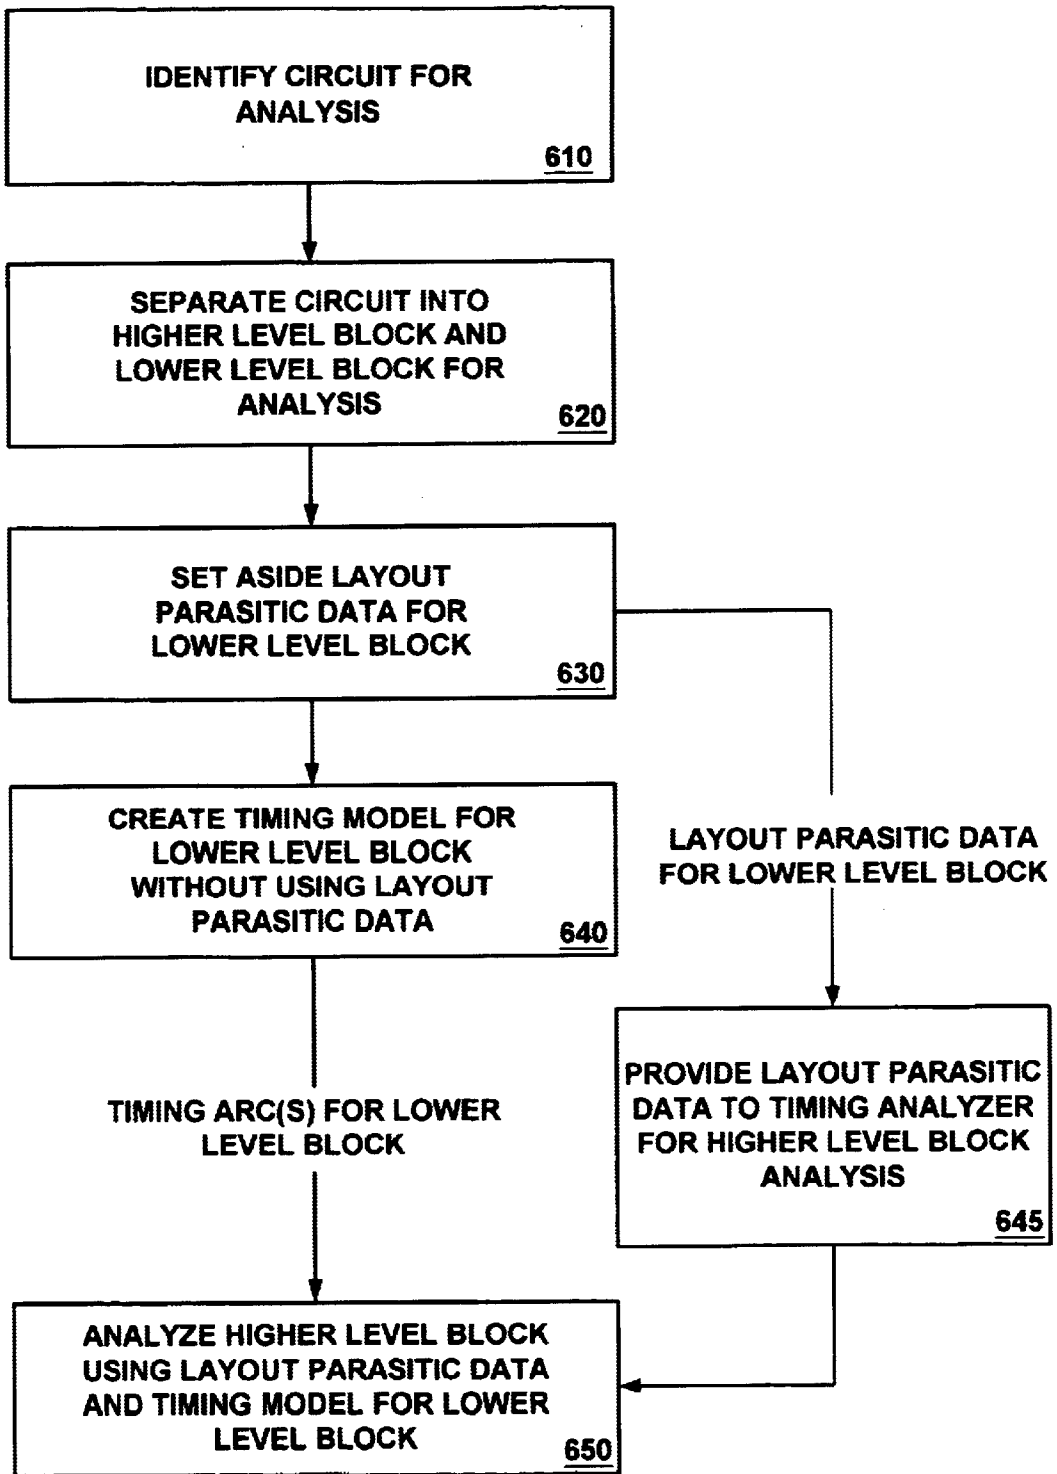 IDENTIFY CIRCUIT FOR
ANALYSIS
610
SEPARATE CIRCUIT INTO
HIGHER LEVEL BLOCK AND
LOWER LEVEL BLOCK FOR
ANALYSIS
620
SET ASIDE LAYOUT
PARASITIC DATA FOR
LOWER LEVEL BLOCK
630
CREATE TIMING MODEL FOR
LOWER LEVEL BLOCK
WITHOUT USING LAYOUT
PARASITIC DATA
640
LAYOUT PARASITIC DATA
FOR LOWER LEVEL BLOCK
TIMING ARC(S) FOR LOWER
LEVEL BLOCK
PROVIDE LAYOUT PARASITIC
DATA TO TIMING ANALYZER
FOR HIGHER LEVEL BLOCK
ANALYSIS
645
ANALYZE HIGHER LEVEL BLOCK
USING LAYOUT PARASITIC DATA
AND TIMING MODEL FOR LOWER
LEVEL BLOCK
650